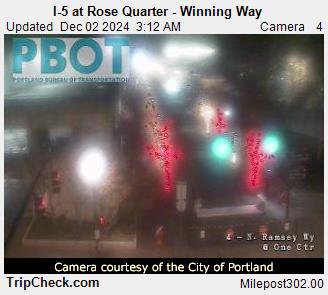 I-5 at Rose Quarter - Winning Way
Updated Dec 02 2024 3:12 AM Camera 4
PBOT
PORTLAND BUREAU OF TRANSPORTATION
4 - N. Ramsey Wy
@ One Ctr
Camera courtesy of the City of Portland
TripCheck.com Milepost302.00